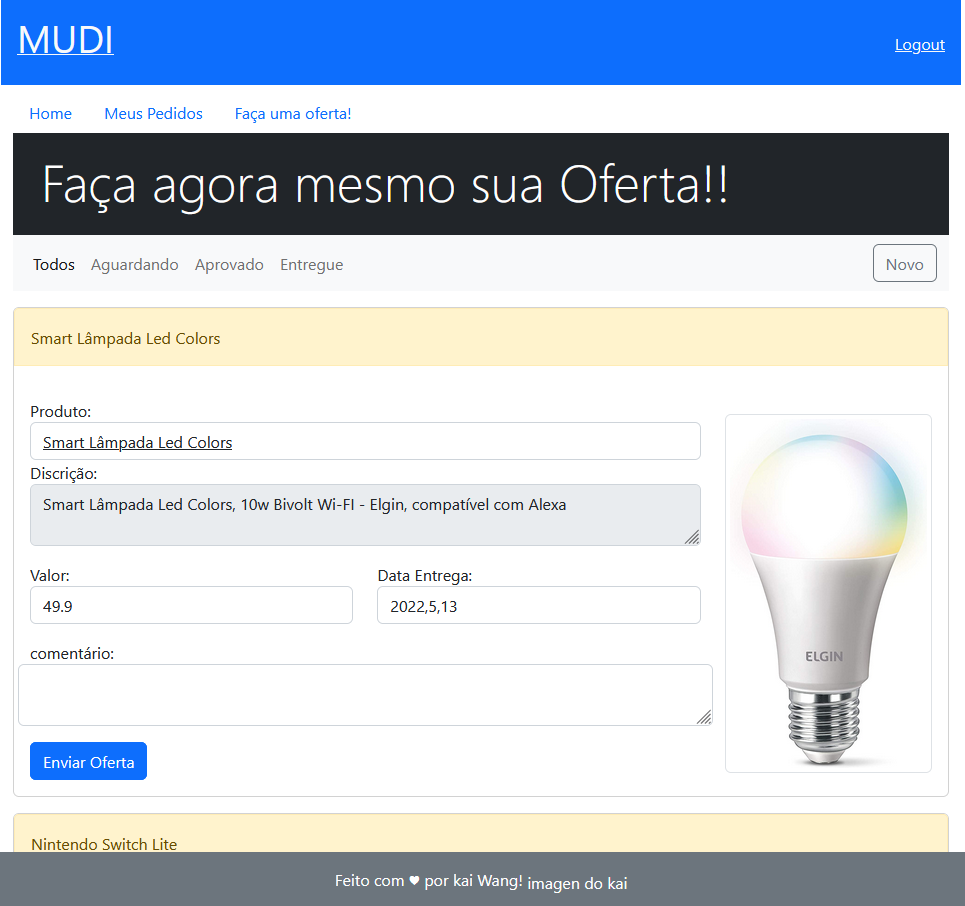 MUDI
Logout
Home Meus Pedidos Faça uma oferta!
Faça agora mesmo sua Oferta!!
Todos Aguardando Aprovado Entregue Novo
Smart Lâmpada Led Colors
Produto:
Smart Lâmpada Led Colors
Discrição:
Smart Lâmpada Led Colors, 10w Bivolt Wi-FI - Elgin, compatível com Alexa
Valor: Data Entrega:
49.9 2022,5,13
comentário:
ELGIN
Enviar Oferta
Nintendo Switch Lite
Feito com ♥ por kai Wang! imagen do kai